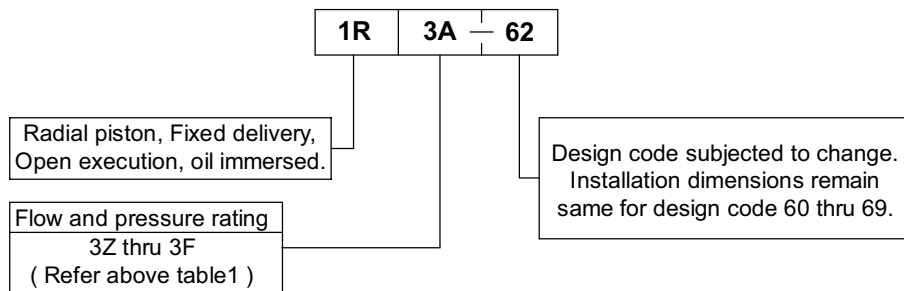 1R 3A — 62
Radial piston, Fixed delivery,
Open execution, oil immersed.
Flow and pressure rating
3Z thru 3F
( Refer above table1 )
Design code subjected to change.
Installation dimensions remain
same for design code 60 thru 69.